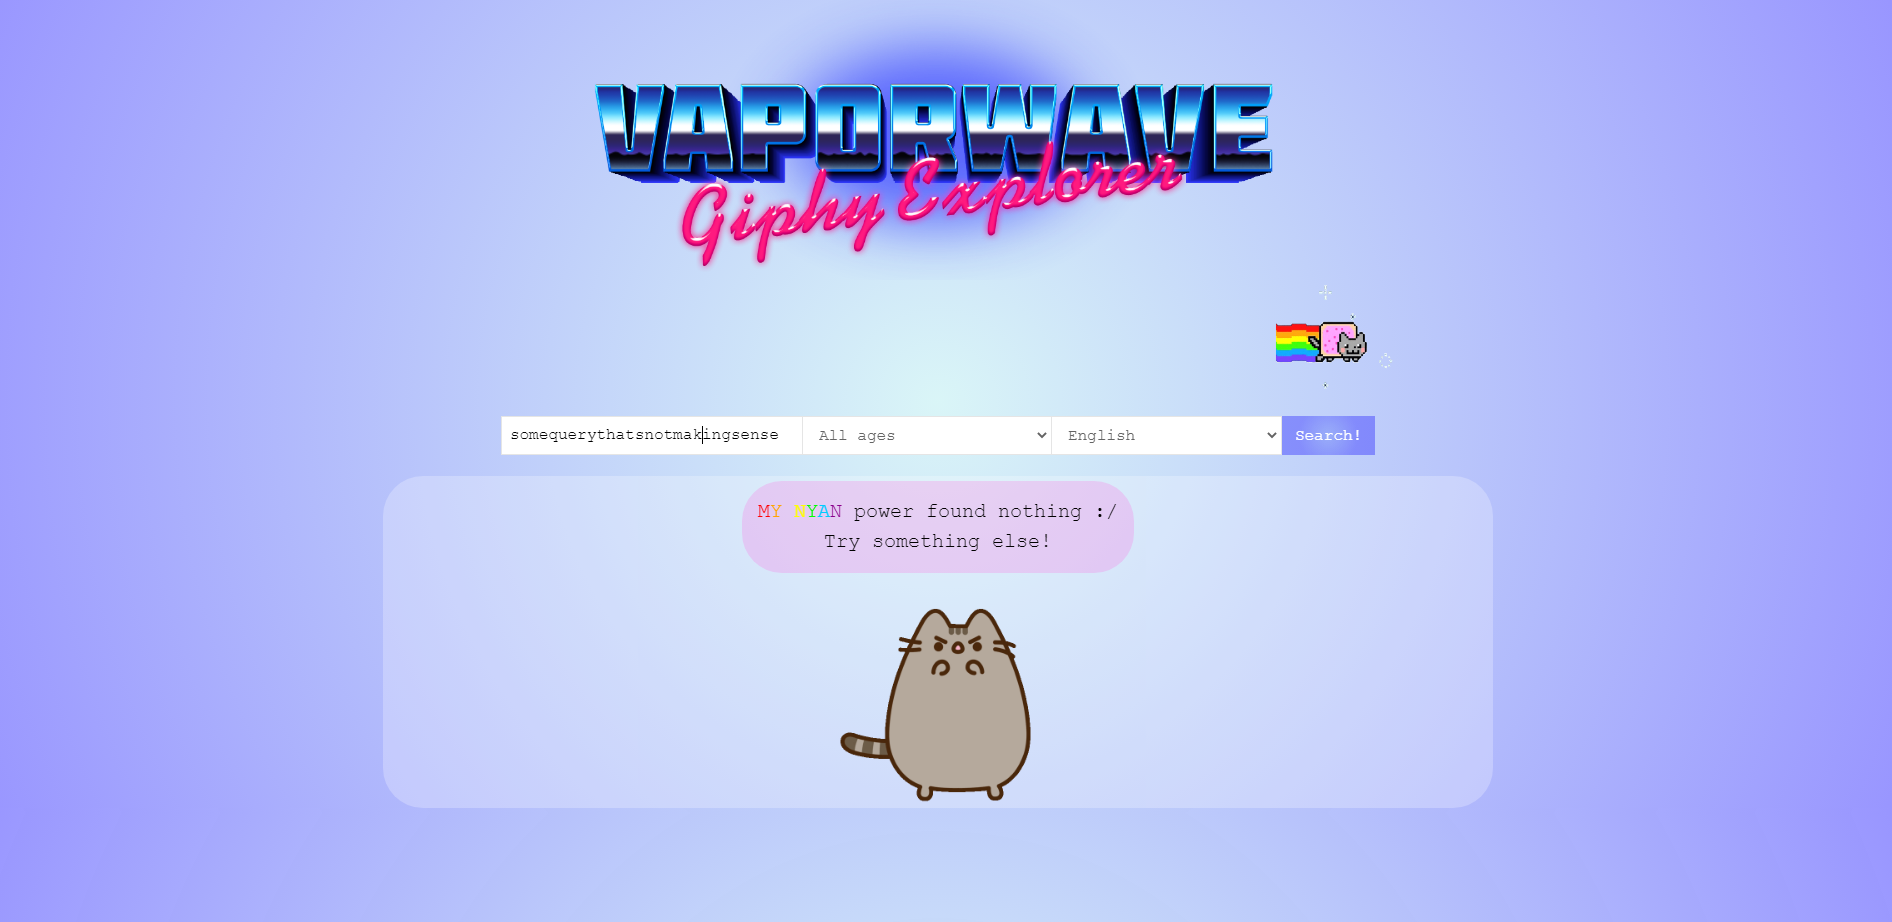 VAPORWAVE
Giphy Explorer
somequerythatsnotmakingsense All ages English Search!
MY NYAN power found nothing :/
Try something else!